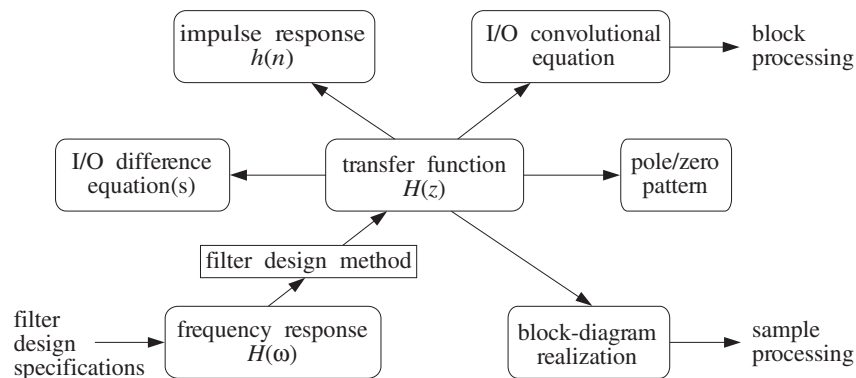 impulse response
h(n)
I/O convolutional
equation
block
processing
I/O difference
equation(s)
transfer function
H(z)
pole/zero
pattern
filter design method
filter
design
specifications
frequency response
H(ω)
block-diagram
realization
sample
processing